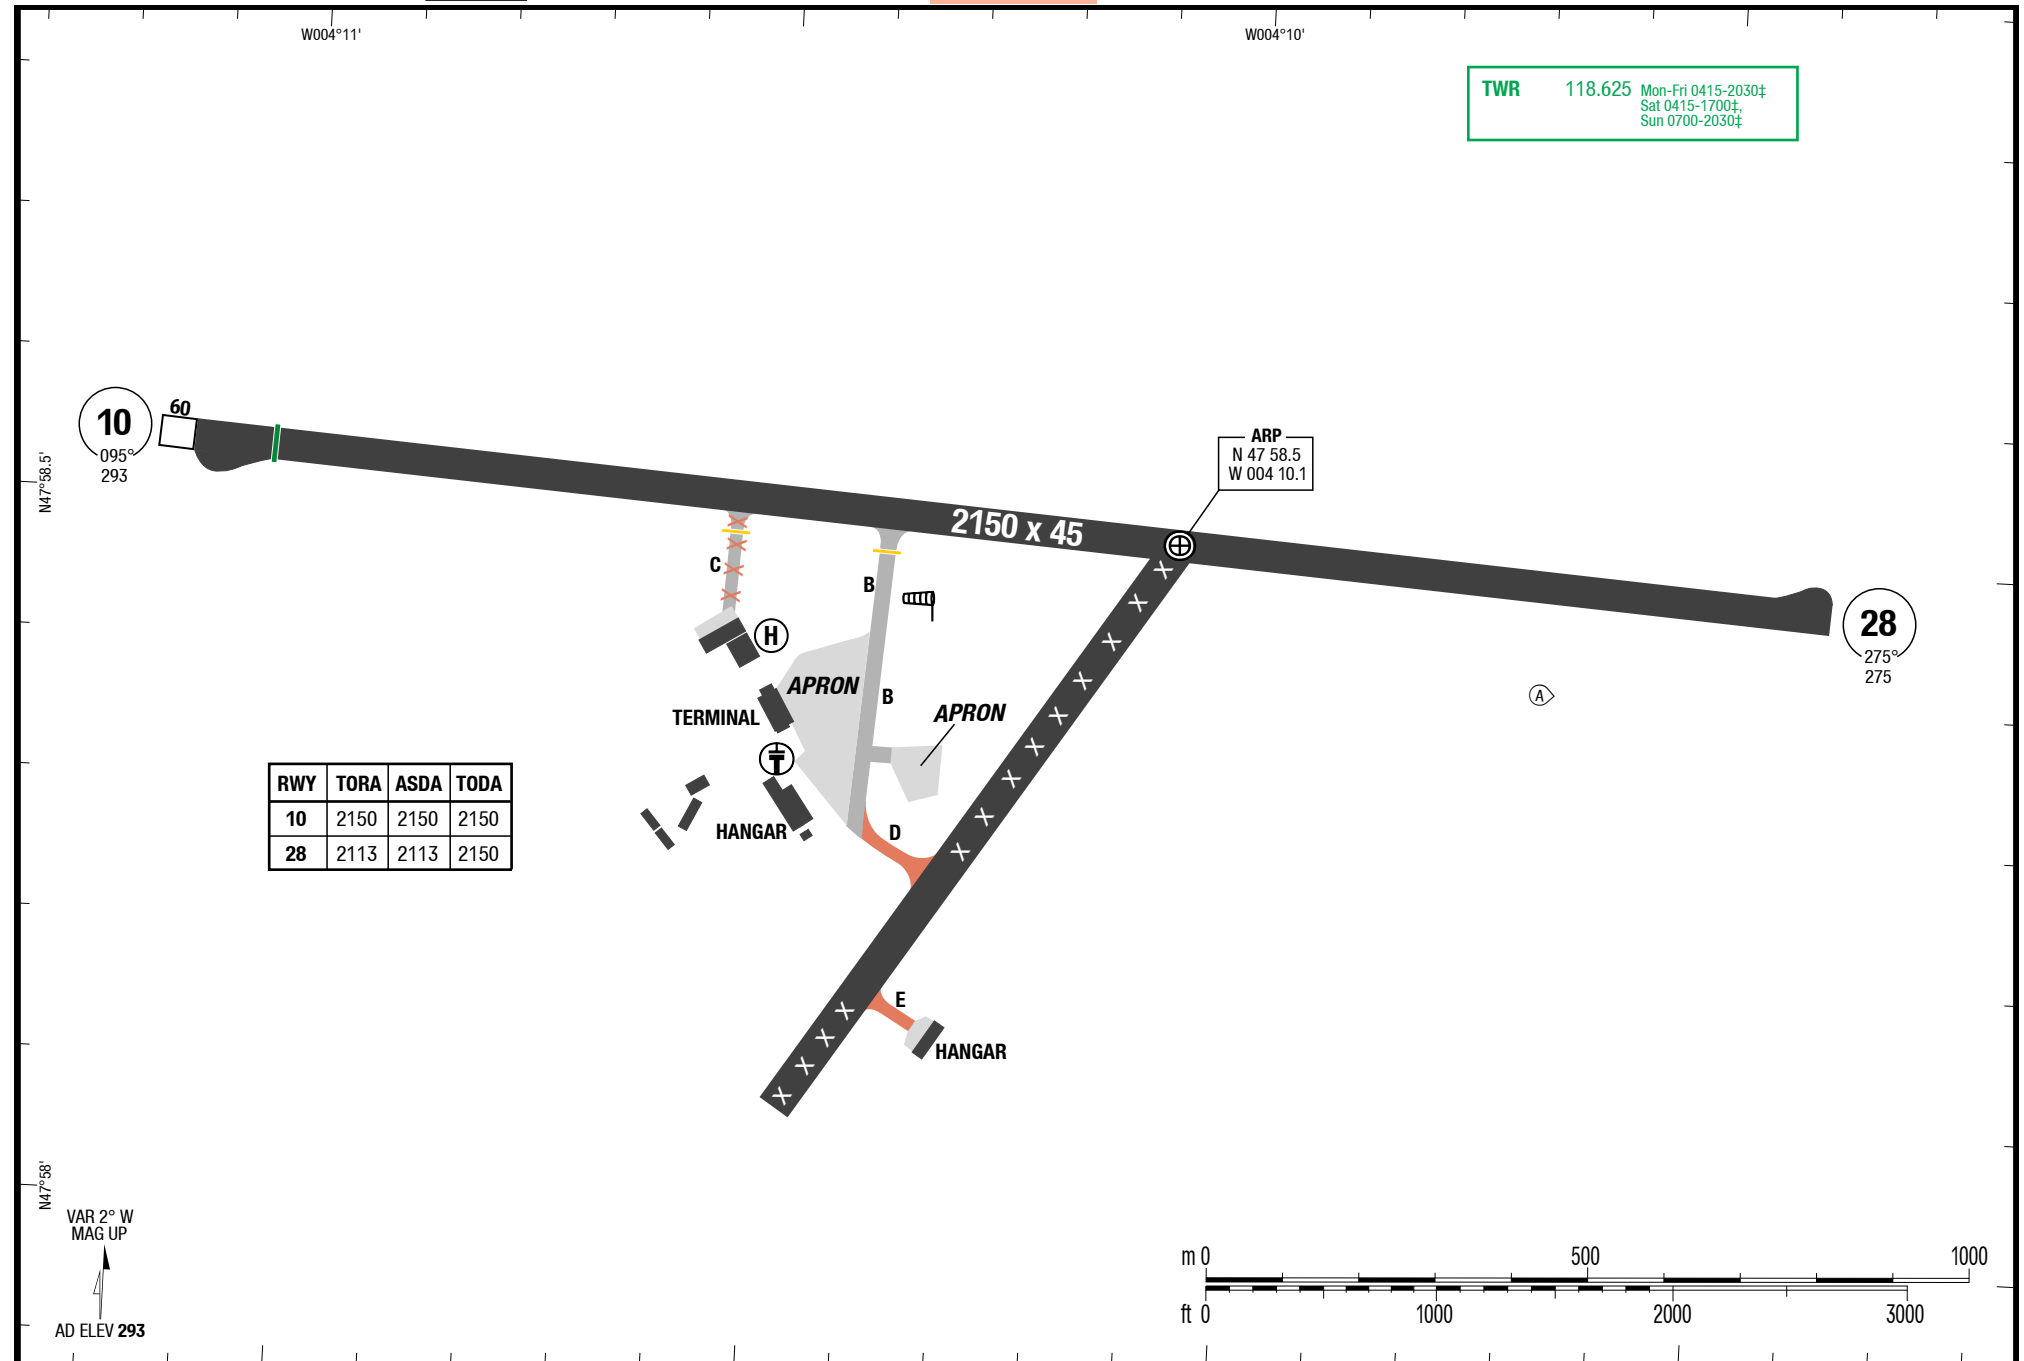 W004°11'
W004°10'
TWR 118.625 Mon-Fri 0415-2030‡
Sat 0415-1700‡,
Sun 0700-2030‡
60
10
095°
293
N47°58.5'
ARP
N 47 58.5
W 004 10.1
2150 x 45
C
B
28
275°
275
H
A
APRON
B
APRON
TERMINAL
T
RWY TORA ASDA TODA
10 2150 2150 2150
28 2113 2113 2150
HANGAR
D
E
HANGAR
X X X X X X X X X X
X X X X
N47°58'
VAR 2° W
MAG UP
AD ELEV 293
m 0 500 1000
ft 0 1000 2000 3000